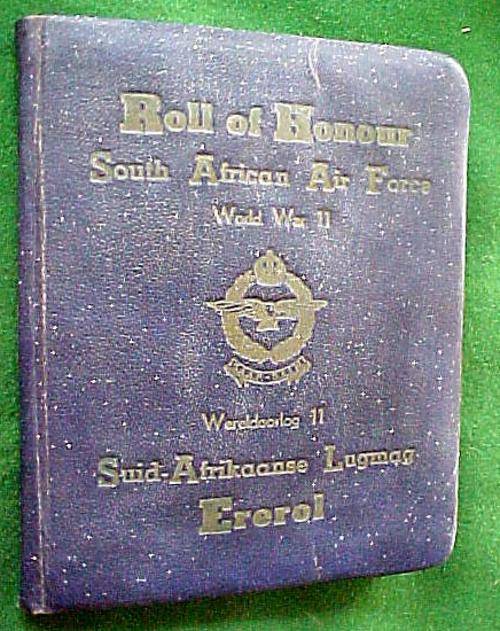 Roll of Honour
South African Air Force
World War 11
Wereldoorlog 11
Suid-Afrikaanse Lugmag
Ererol